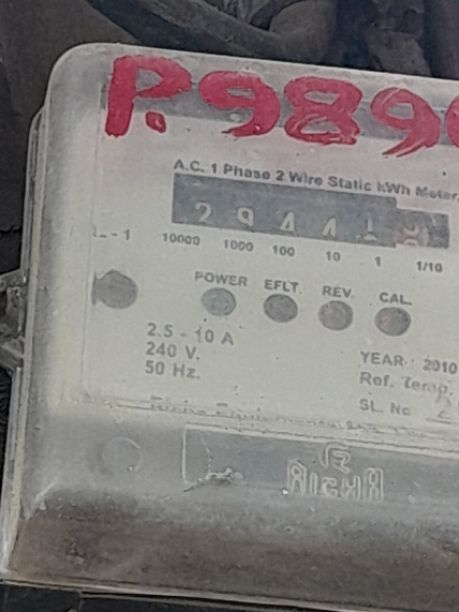 P.989
A.C. 1 Phase 2 Wire Static kWh Meter
2 9 4 4
10000 1000 100 10 1 1/10
POWER EFLT. REV. CAL.
2.5 - 10 A
240 V.
50 Hz.
YEAR : 2010
Ref. Temp.
SL. No